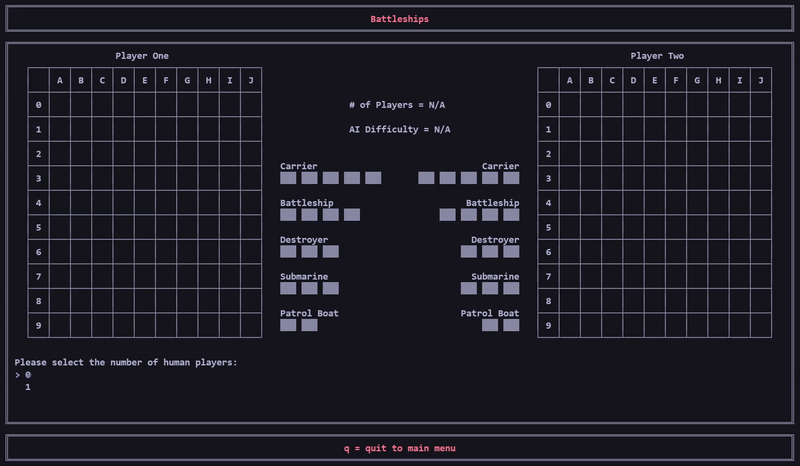 Battleships
Player One
Player Two
A B C D E F G H I J
A B C D E F G H I J
0
1
2
3
4
5
6
7
8
9
# of Players = N/A
AI Difficulty = N/A
Carrier Carrier
Battleship Battleship
Destroyer Destroyer
Submarine Submarine
Patrol Boat Patrol Boat
0
1
2
3
4
5
6
7
8
9
Please select the number of human players:
> 0
1
q = quit to main menu